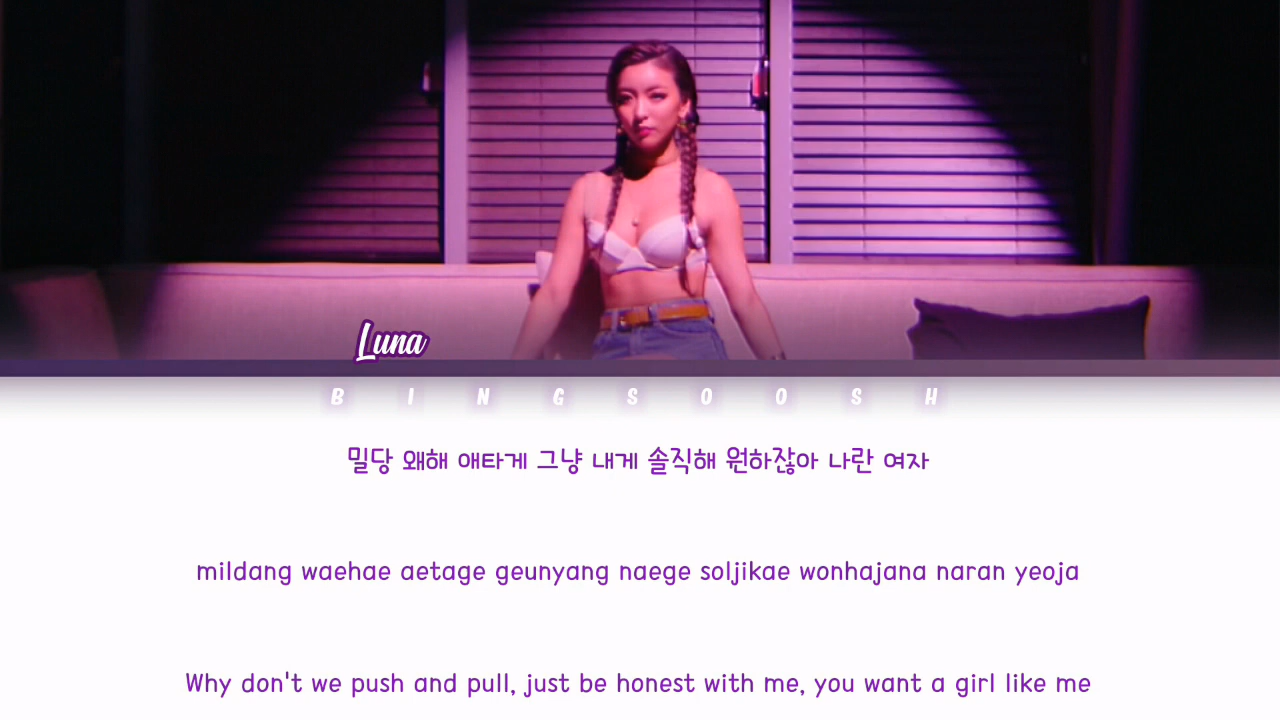 Luna
BINGSOOSH
밀당 왜해 애타게 그냥 내게 솔직해 원하잖아 나란 여자
mildang waehae aetage geunyang naege soljikae wonhajana naran yeoja
Why don't we push and pull, just be honest with me, you want a girl like me